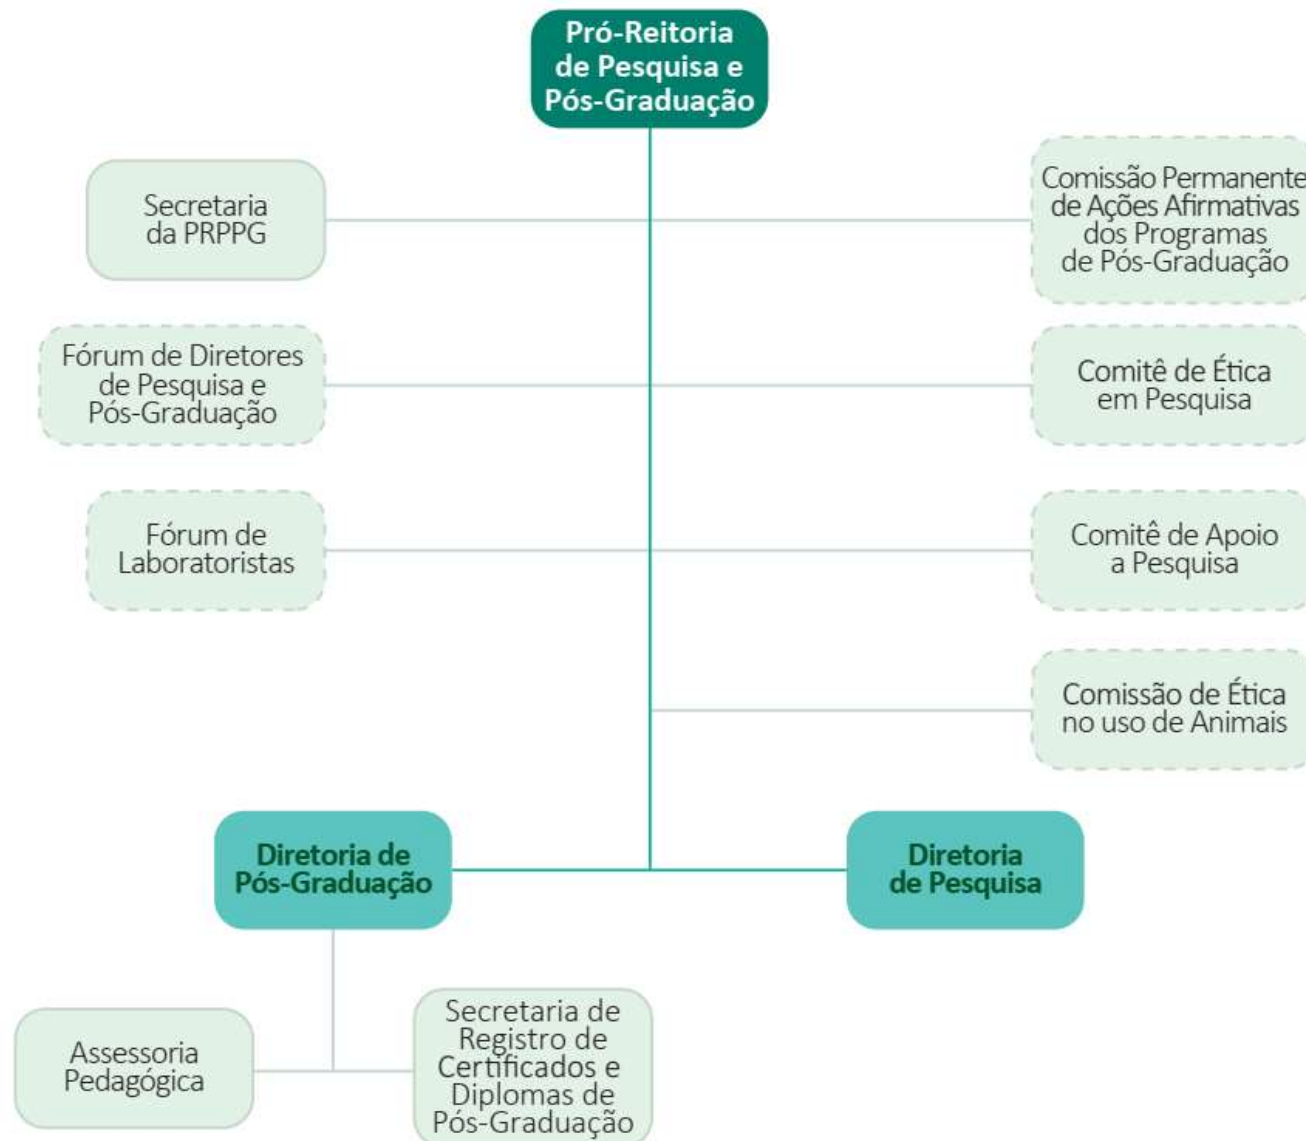 Pró-Reitoria
de Pesquisa e
Pós-Graduação
Secretaria
da PRPPG
Comissão Permanente
de Ações Afirmativas
dos Programas
de Pós-Graduação
Fórum de Diretores
de Pesquisa e
Pós-Graduação
Comitê de Ética
em Pesquisa
Fórum de
Laboratoristas
Comitê de Apoio
a Pesquisa
Comissão de Ética
no uso de Animais
Diretoria de
Pós-Graduação
Diretoria
de Pesquisa
Assessoria
Pedagógica
Secretaria de
Registro de
Certificados e
Diplomas de
Pós-Graduação